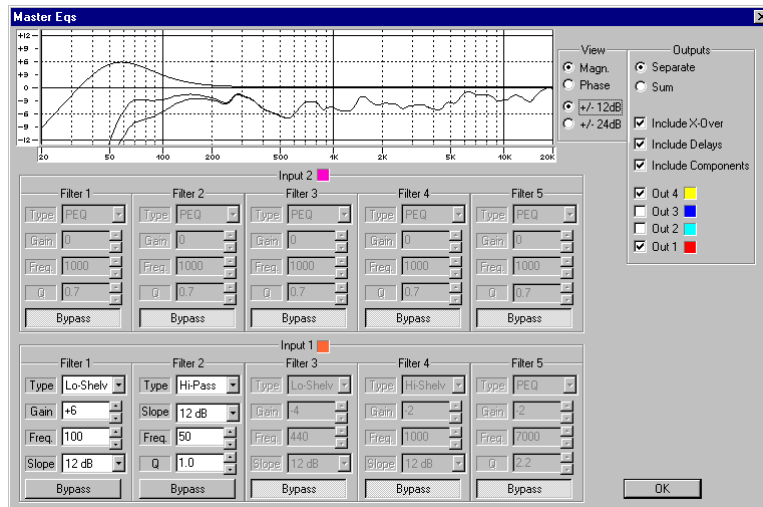 Master Eqs
+12
+9
+6
+3
0
-3
-6
-9
-12
20 50 100 200 500 1K 2K 5K 10K 20K
View
Magn.
Phase
+/- 12dB
+/- 24dB
Outputs
Separate
Sum
Include X-Over
Include Delays
Include Components
Out 4
Out 3
Out 2
Out 1
Input 2
Filter 1 Filter 2 Filter 3 Filter 4 Filter 5
Type PEQ Type PEQ Type PEQ Type PEQ Type PEQ
Gain 0 Gain 0 Gain 0 Gain 0 Gain 0
Freq. 1000 Freq. 1000 Freq. 1000 Freq. 1000 Freq. 1000
Q 0.7 Q 0.7 Q 0.7 Q 0.7 Q 0.7
Bypass Bypass Bypass Bypass Bypass
Input 1
Filter 1 Filter 2 Filter 3 Filter 4 Filter 5
Type Lo-Shelv Type Hi-Pass Type Lo-Shelv Type Hi-Shelv Type PEQ
Gain +6 Slope 12 dB Gain -4 Gain -2 Gain -2
Freq. 100 Freq. 50 Freq. 440 Freq. 1000 Freq. 7000
Slope 12 dB Q 1.0 Slope 12 dB Slope 12 dB Q 2.2
Bypass Bypass Bypass Bypass Bypass
OK